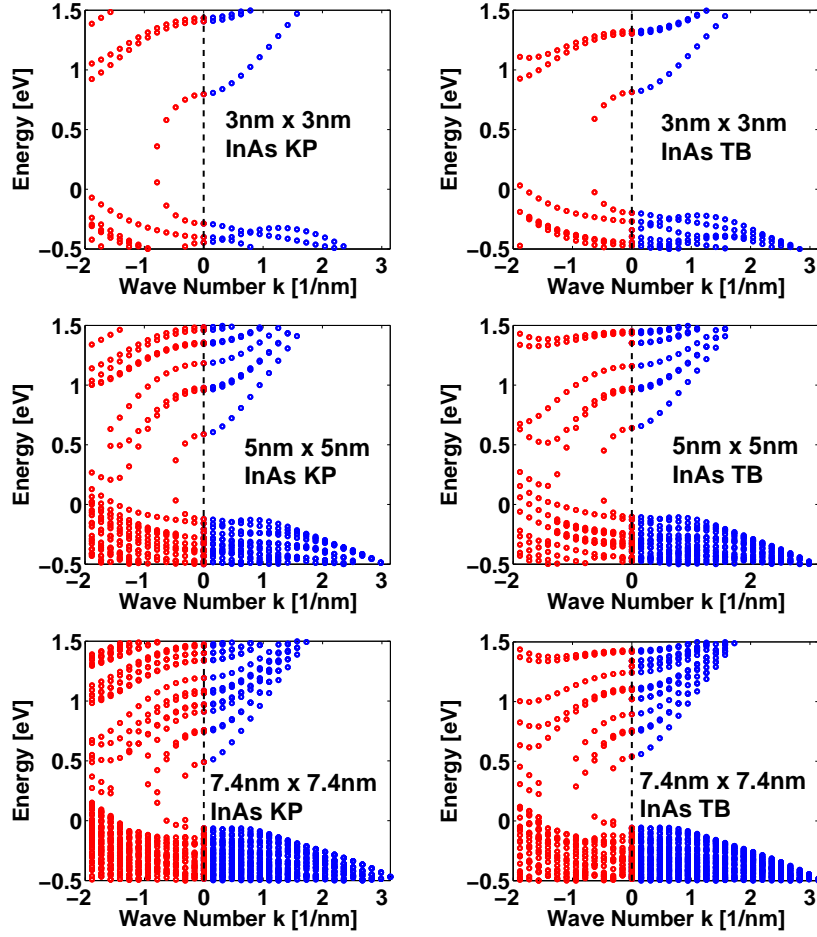 1.5
1
0.5
0
−0.5
Energy [eV]
3nm x 3nm
InAs KP
−2 −1 0 1 2 3
Wave Number k [1/nm]
1.5
1
0.5
0
−0.5
Energy [eV]
3nm x 3nm
InAs TB
−2 −1 0 1 2 3
Wave Number k [1/nm]
1.5
1
0.5
0
−0.5
Energy [eV]
5nm x 5nm
InAs KP
−2 −1 0 1 2 3
Wave Number k [1/nm]
1.5
1
0.5
0
−0.5
Energy [eV]
5nm x 5nm
InAs TB
−2 −1 0 1 2 3
Wave Number k [1/nm]
1.5
1
0.5
0
−0.5
Energy [eV]
7.4nm x 7.4nm
InAs KP
−2 −1 0 1 2 3
Wave Number k [1/nm]
1.5
1
0.5
0
−0.5
Energy [eV]
7.4nm x 7.4nm
InAs TB
−2 −1 0 1 2 3
Wave Number k [1/nm]